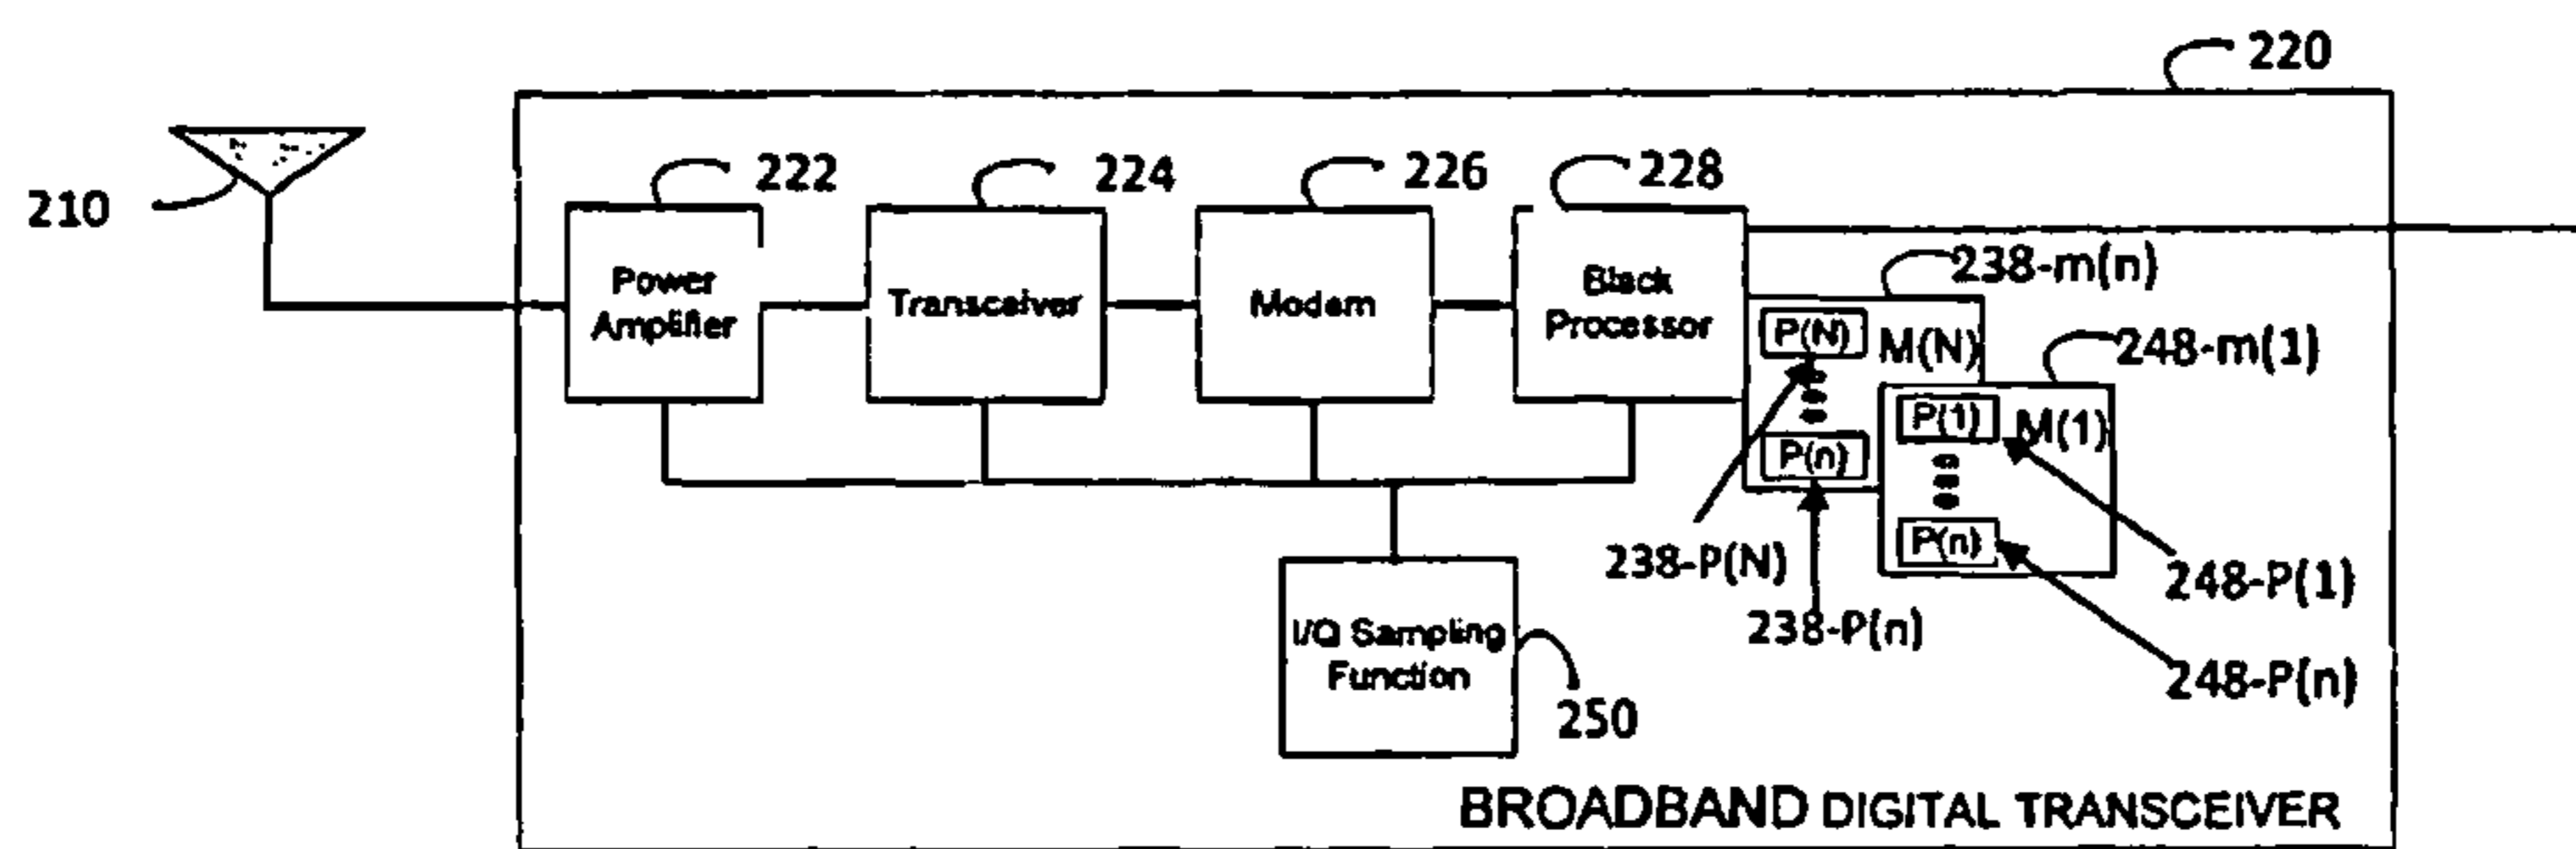 220
210
222
224
226
228
Power
Amplifier
Transceiver
Modem
Black
Processor
238-m(n)
P(N)
M(N)
P(n)
248-m(1)
P(1)
M(1)
P(n)
238-P(N)
238-P(n)
248-P(1)
248-P(n)
I/Q Sampling
Function
250
BROADBAND DIGITAL TRANSCEIVER